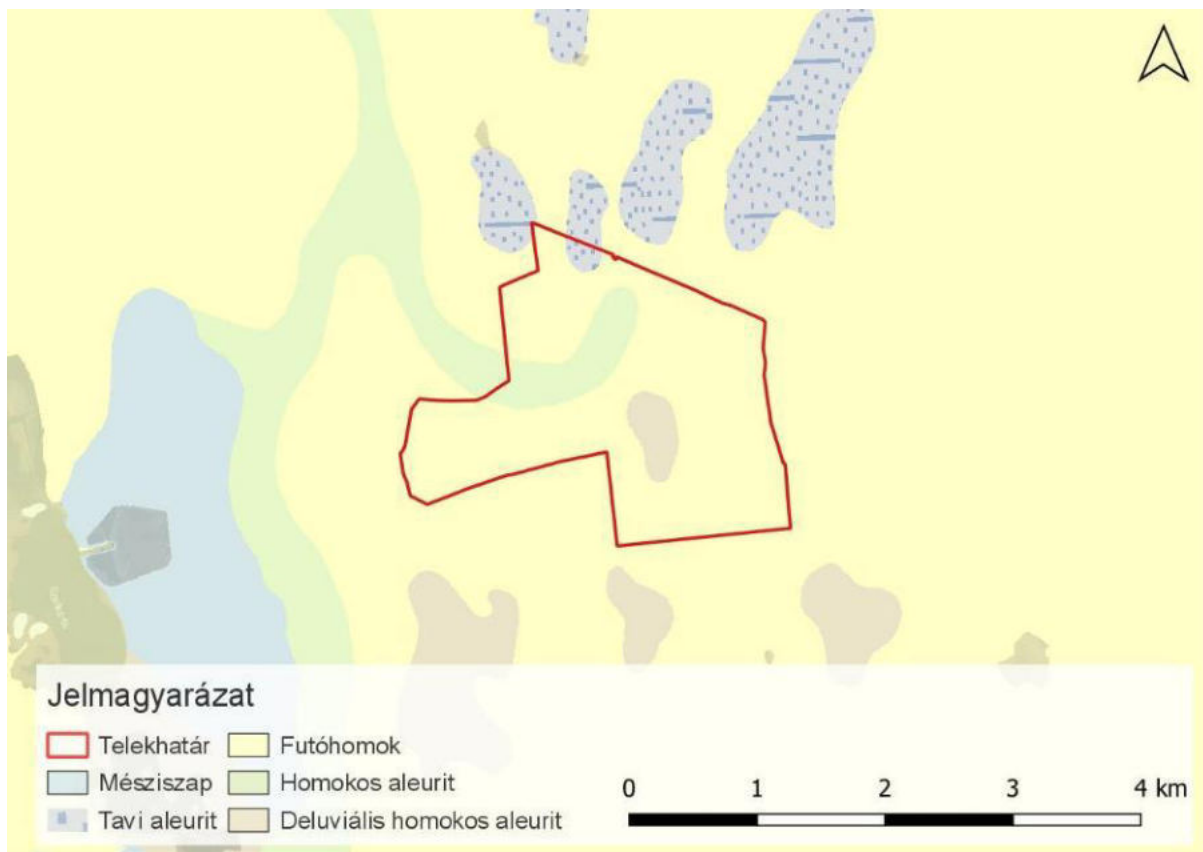 Jelmagyarázat
Telekhatár Futóhomok
Mésziszap Homokos aleurit
Tavi aleurit Deluviális homokos aleurit
0 1 2 3 4 km